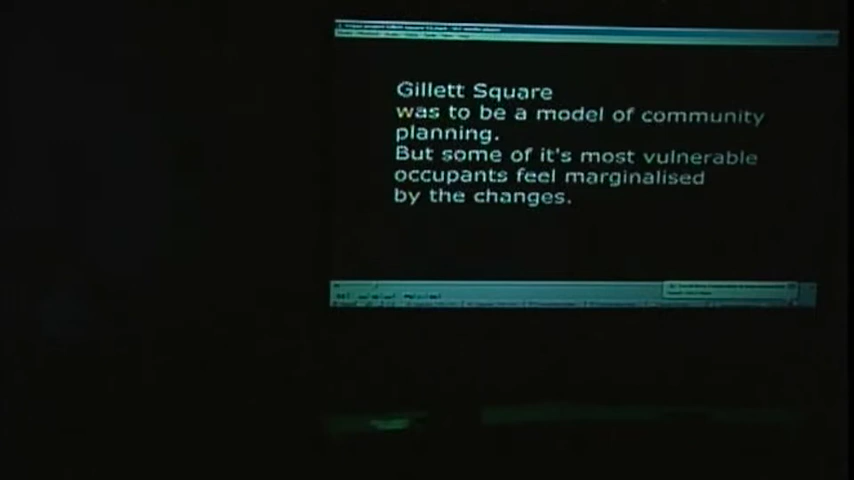 Gillett Square
was to be a model of community
planning.
But some of it's most vulnerable
occupants feel marginalised
by the changes.